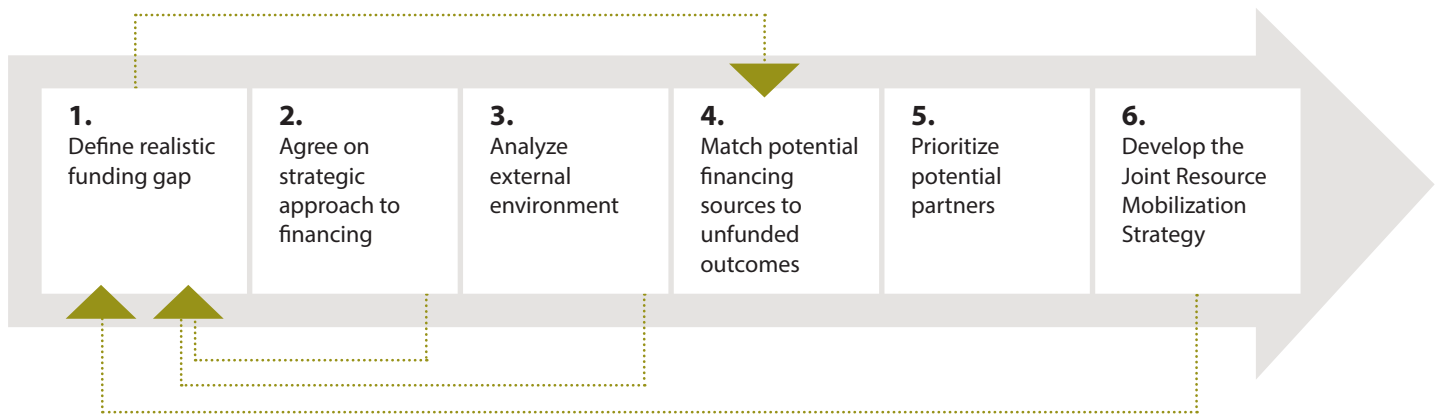 1.
Define realistic
funding gap
2.
Agree on
strategic
approach to
financing
3.
Analyze
external
environment
4.
Match potential
financing
sources to
unfunded
outcomes
5.
Prioritize
potential
partners
6.
Develop the
Joint Resource
Mobilization
Strategy